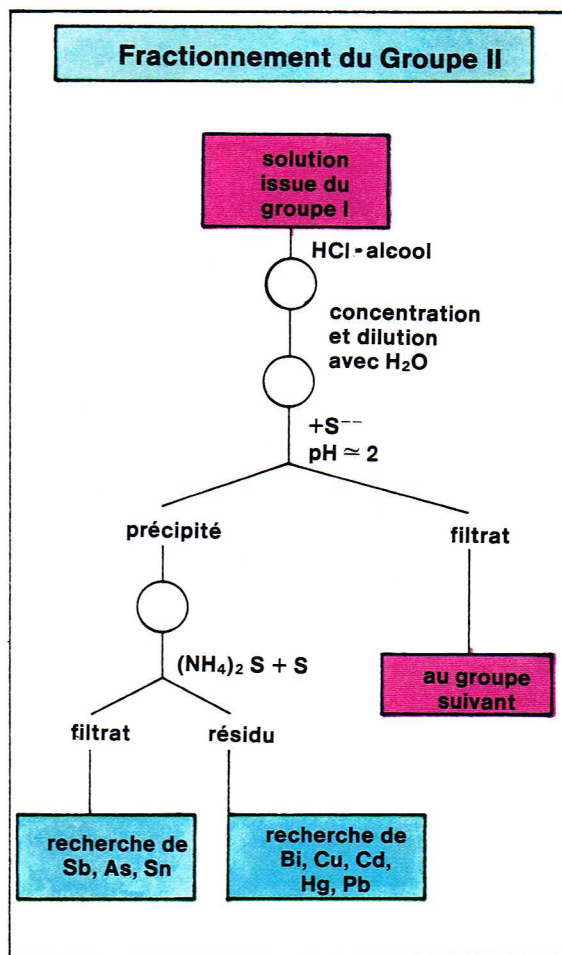 Fractionnement du Groupe II
solution
issue du
groupe I
HCl-alcool
concentration
et dilution
avec H₂O
+S⁻⁻
pH ≃ 2
précipité
filtrat
(NH₄)₂ S + S
au groupe
suivant
filtrat
résidu
recherche de
Sb, As, Sn
recherche de
Bi, Cu, Cd,
Hg, Pb